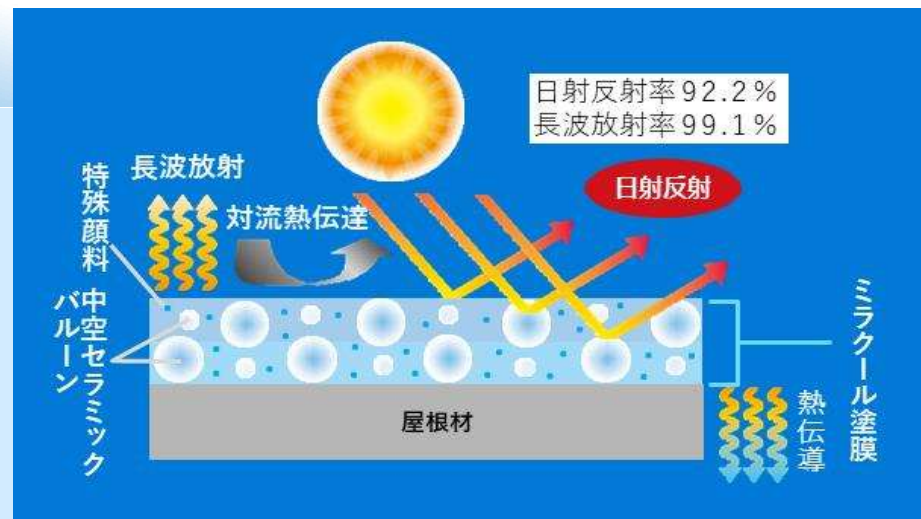 日射反射率92.2%
長波放射率99.1%
日射反射
長波放射
対流熱伝達
特殊顔料
中空セラミック
バルーン
屋根材
ミラクール塗膜
熱伝導